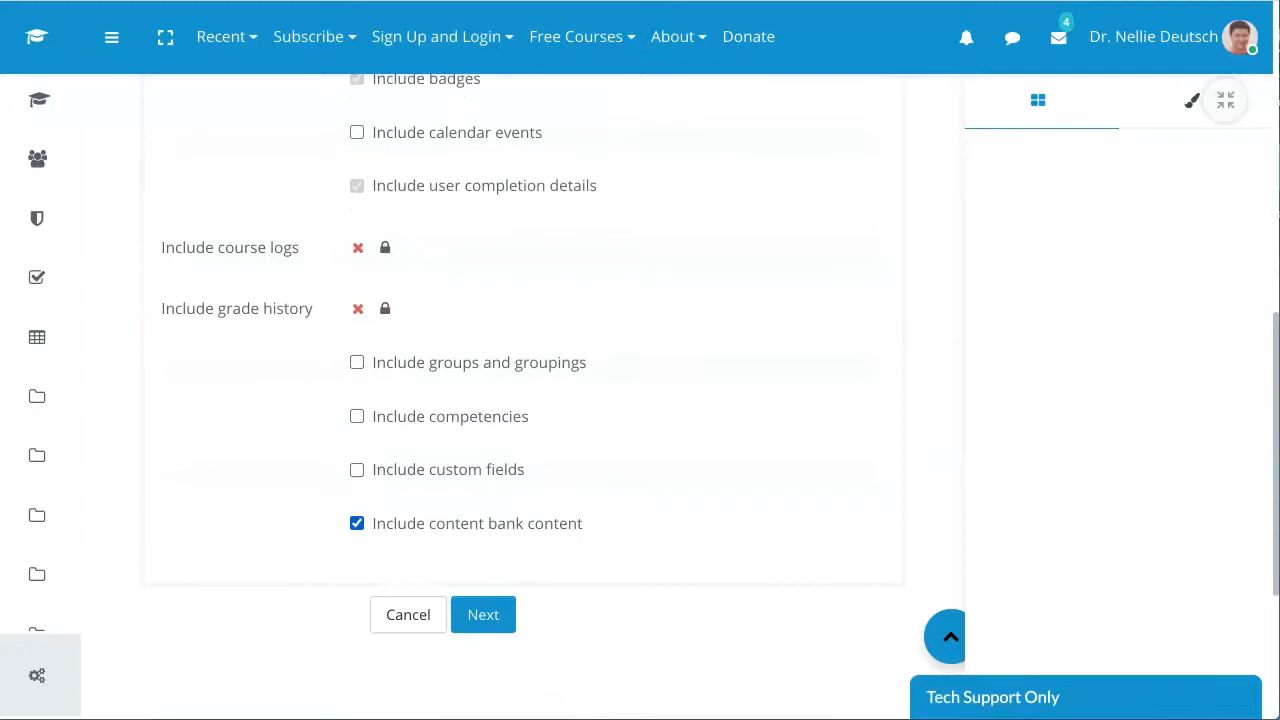 Recent Subscribe Sign Up and Login Free Courses About Donate 4 Dr. Nellie Deutsch
Include badges
Include calendar events
Include user completion details
Include course logs
Include grade history
Include groups and groupings
Include competencies
Include custom fields
Include content bank content
Cancel Next
Tech Support Only